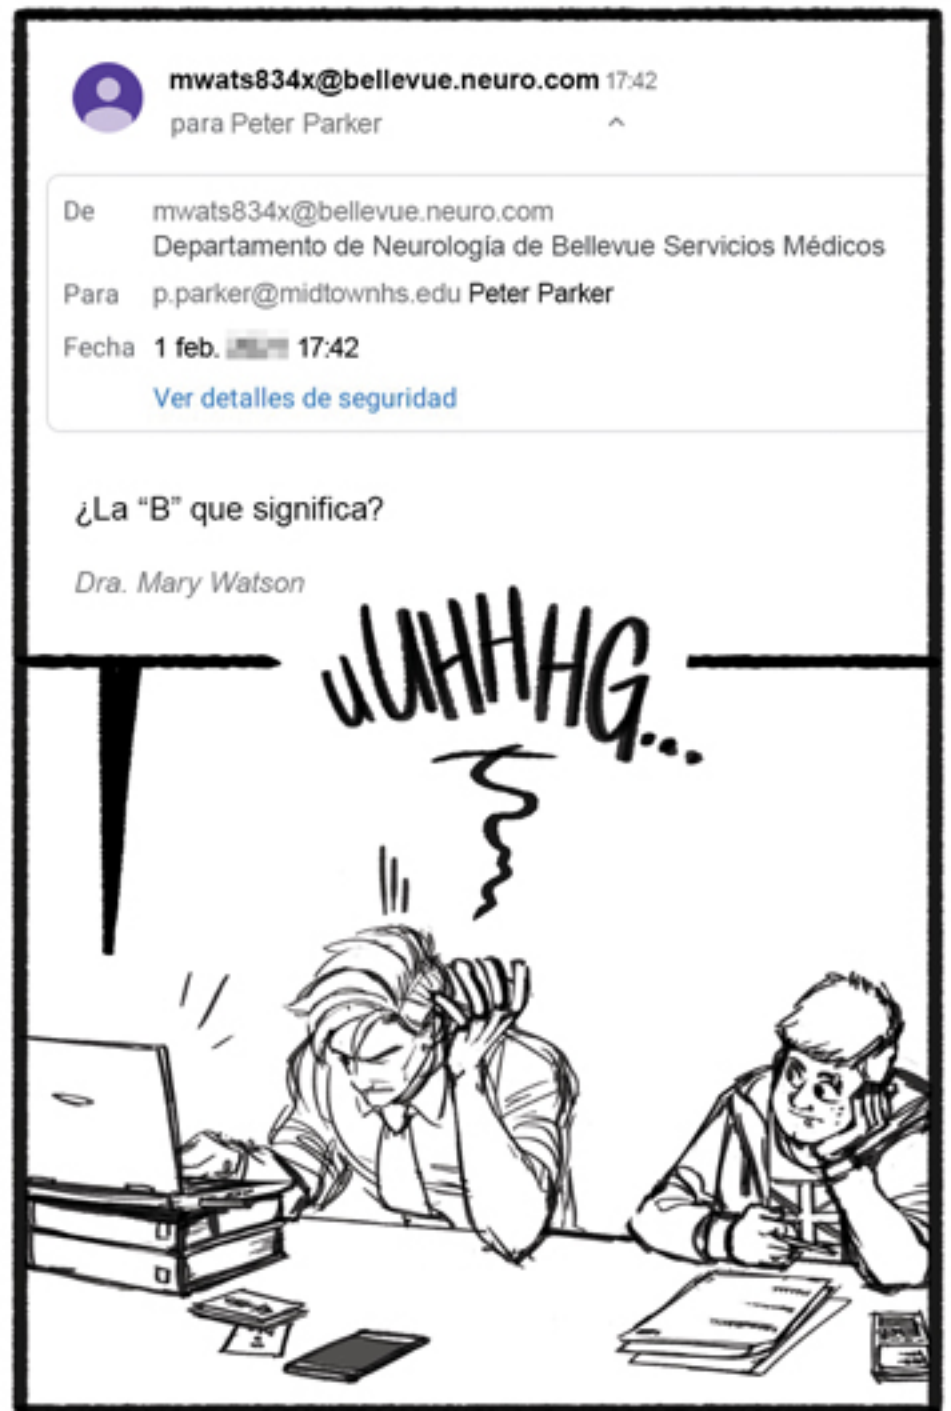 mwats834x@bellevue.neuro.com 17:42
para Peter Parker
De mwats834x@bellevue.neuro.com
Departamento de Neurología de Bellevue Servicios Médicos
Para p.parker@midtownhs.edu Peter Parker
Fecha 1 feb. 17:42
Ver detalles de seguridad
¿La “B” que significa?
Dra. Mary Watson
uUHHHG...